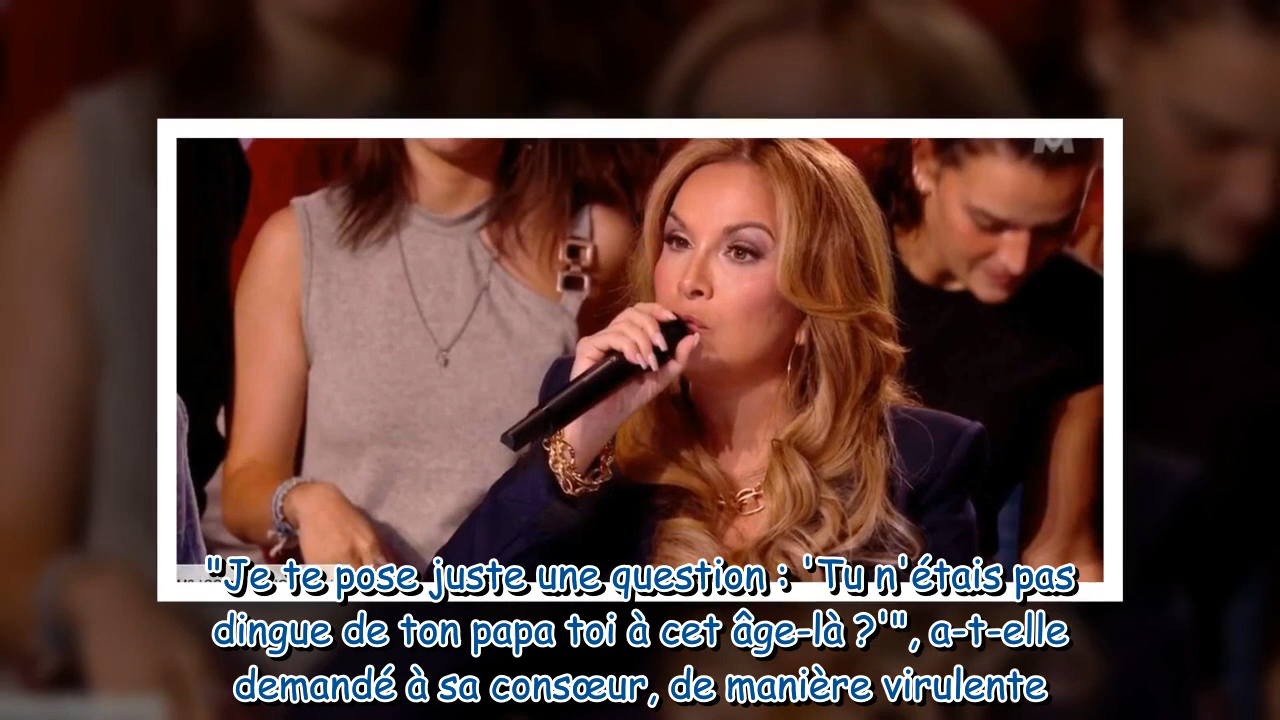 M
"Je te pose juste une question : 'Tu n'étais pas
dingue de ton papa toi à cet âge-là ?'", a-t-elle
demandé à sa consœur, de manière virulente